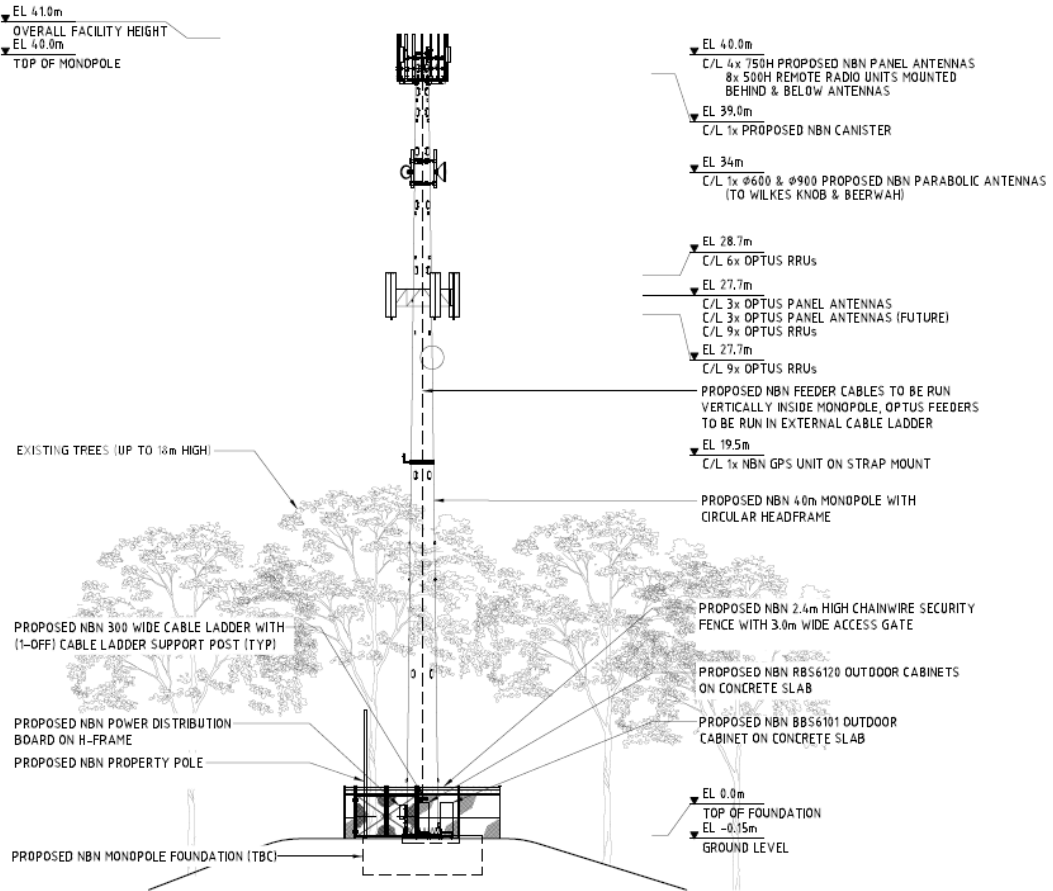 EL 41.0m
OVERALL FACILITY HEIGHT
EL 40.0m
TOP OF MONOPOLE
EL 40.0m
C/L 4x 750H PROPOSED NBN PANEL ANTENNAS
8x 500H REMOTE RADIO UNITS MOUNTED
BEHIND & BELOW ANTENNAS
EL 39.0m
C/L 1x PROPOSED NBN CANISTER
EL 34m
C/L 1x Ø600 & Ø900 PROPOSED NBN PARABOLIC ANTENNAS
(TO WILKES KNOB & BEERWAH)
EL 28.7m
C/L 6x OPTUS RRUs
EL 27.7m
C/L 3x OPTUS PANEL ANTENNAS
C/L 3x OPTUS PANEL ANTENNAS (FUTURE)
C/L 9x OPTUS RRUs
EL 27.7m
C/L 9x OPTUS RRUs
PROPOSED NBN FEEDER CABLES TO BE RUN
VERTICALLY INSIDE MONOPOLE, OPTUS FEEDERS
TO BE RUN IN EXTERNAL CABLE LADDER
EXISTING TREES (UP TO 18m HIGH)
EL 19.5m
C/L 1x NBN GPS UNIT ON STRAP MOUNT
PROPOSED NBN 40m MONOPOLE WITH
CIRCULAR HEADFRAME
PROPOSED NBN 2.4m HIGH CHAINWIRE SECURITY
FENCE WITH 3.0m WIDE ACCESS GATE
PROPOSED NBN 300 WIDE CABLE LADDER WITH
(1-OFF) CABLE LADDER SUPPORT POST (TYP)
PROPOSED NBN RBS6120 OUTDOOR CABINETS
ON CONCRETE SLAB
PROPOSED NBN POWER DISTRIBUTION
BOARD ON H-FRAME
PROPOSED NBN BBS6101 OUTDOOR
CABINET ON CONCRETE SLAB
PROPOSED NBN PROPERTY POLE
EL 0.0m
TOP OF FOUNDATION
EL -0.15m
GROUND LEVEL
PROPOSED NBN MONOPOLE FOUNDATION (TBC)